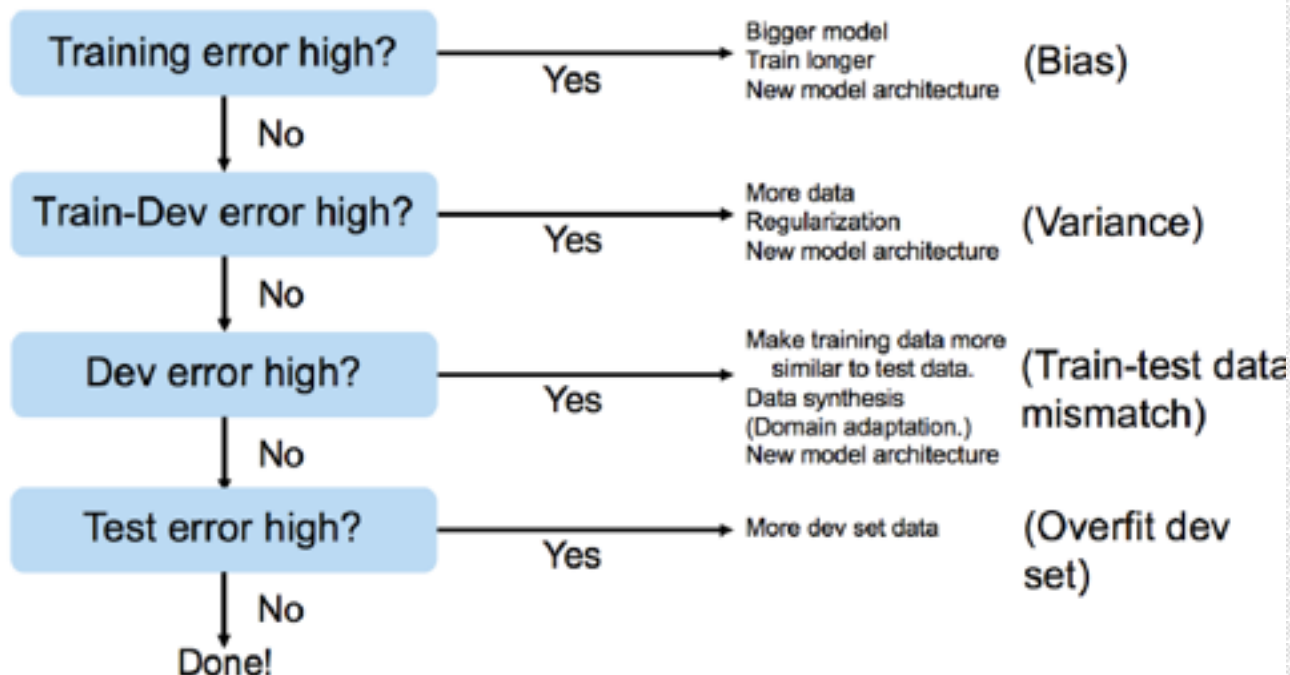 Training error high?
Yes
Bigger model
Train longer
New model architecture
(Bias)
No
Train-Dev error high?
Yes
More data
Regularization
New model architecture
(Variance)
No
Dev error high?
Yes
Make training data more
similar to test data.
Data synthesis
(Domain adaptation.)
New model architecture
(Train-test data
mismatch)
No
Test error high?
Yes
More dev set data
(Overfit dev
set)
No
Done!